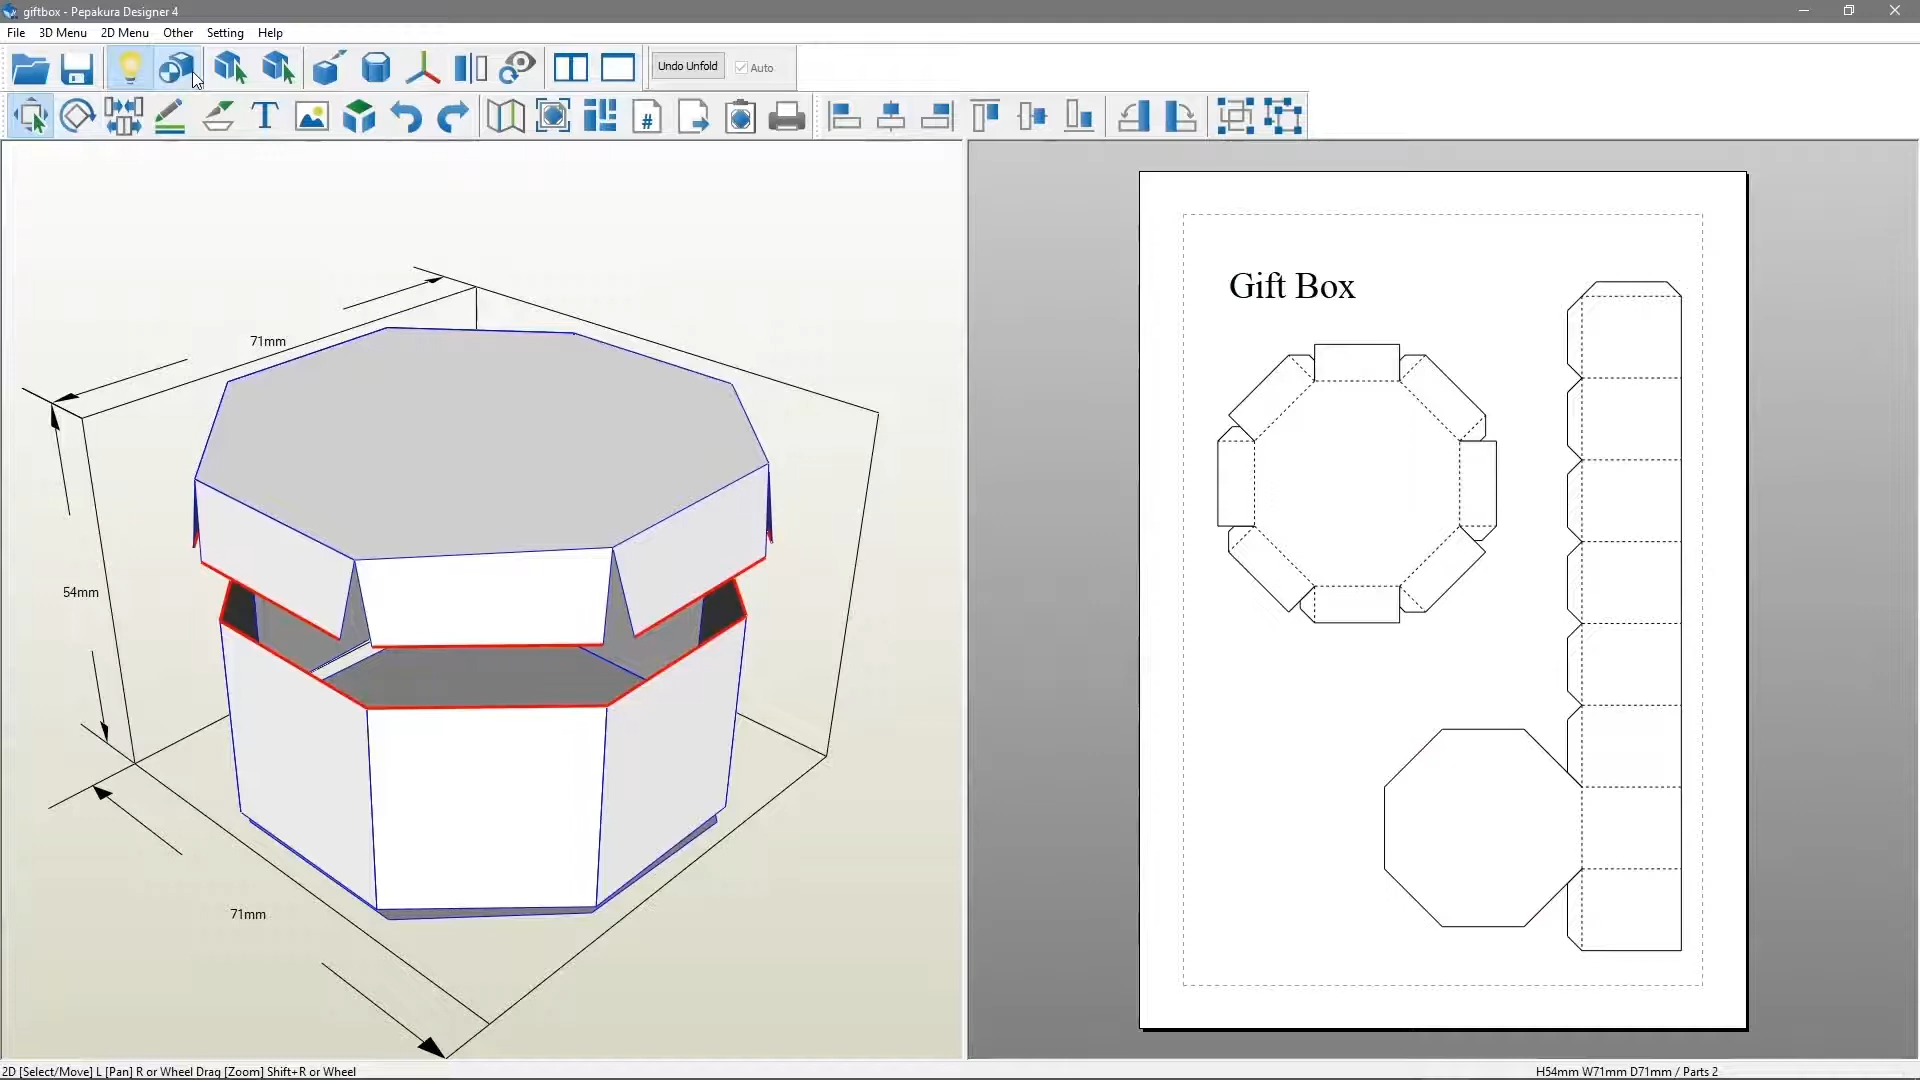 giftbox - Pepakura Designer 4
File 3D Menu 2D Menu Other Setting Help
Undo Unfold
Auto
T
#
Gift Box
71mm
54mm
71mm
2D [Select/Move] L [Pan] R or Wheel Drag [Zoom] Shift+R or Wheel
H54mm W71mm D71mm / Parts 2